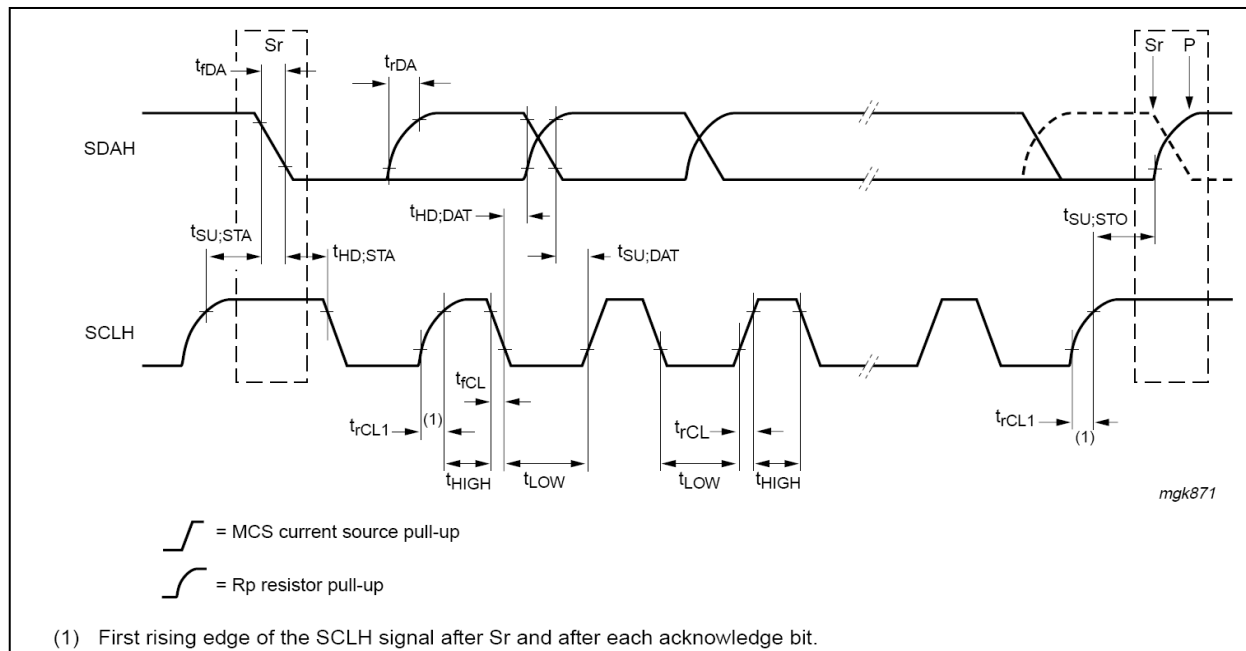 Sr
Sr P
tfDA
trDA
SDAH
tHD;DAT
tSU;STO
tSU;STA
tHD;STA
tSU;DAT
SCLH
tfCL
trCL1
(1)
trCL
trCL1
(1)
tHIGH
tLOW
tLOW
tHIGH
mgk871
= MCS current source pull-up
= Rp resistor pull-up
(1) First rising edge of the SCLH signal after Sr and after each acknowledge bit.